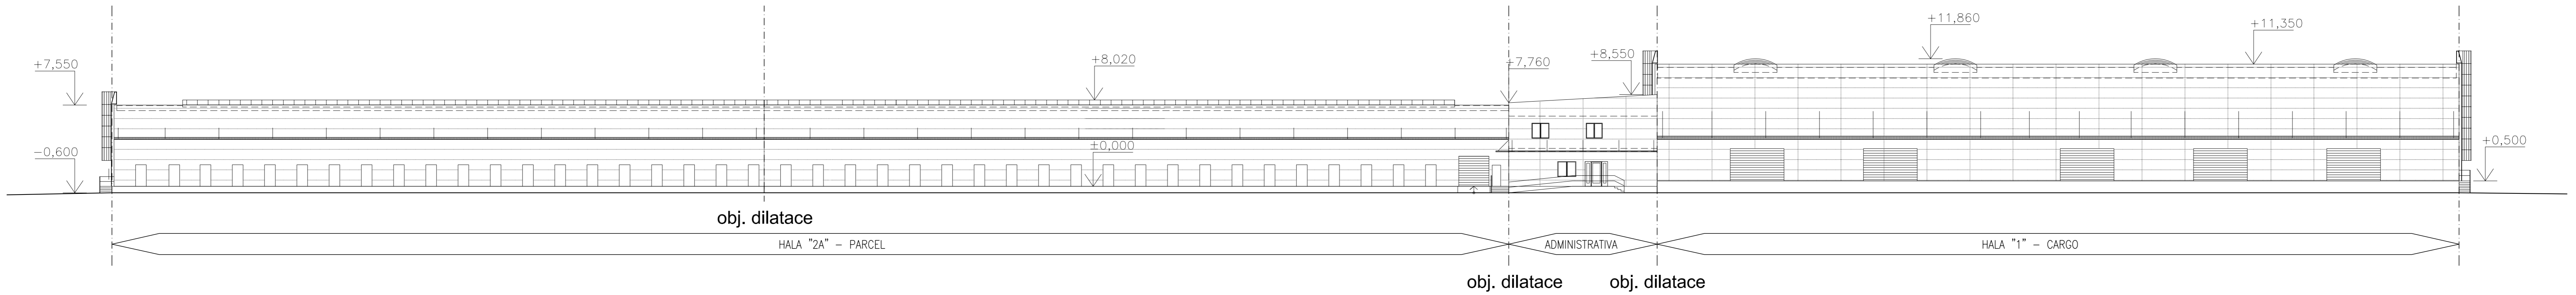 +11,860
+11,350
+8,550
+8,020
+7,760
+7,550
±0,000
+0,500
-0,600
obj. dilatace
HALA "2A" - PARCEL
ADMINISTRATIVA
HALA "1" - CARGO
obj. dilatace
obj. dilatace